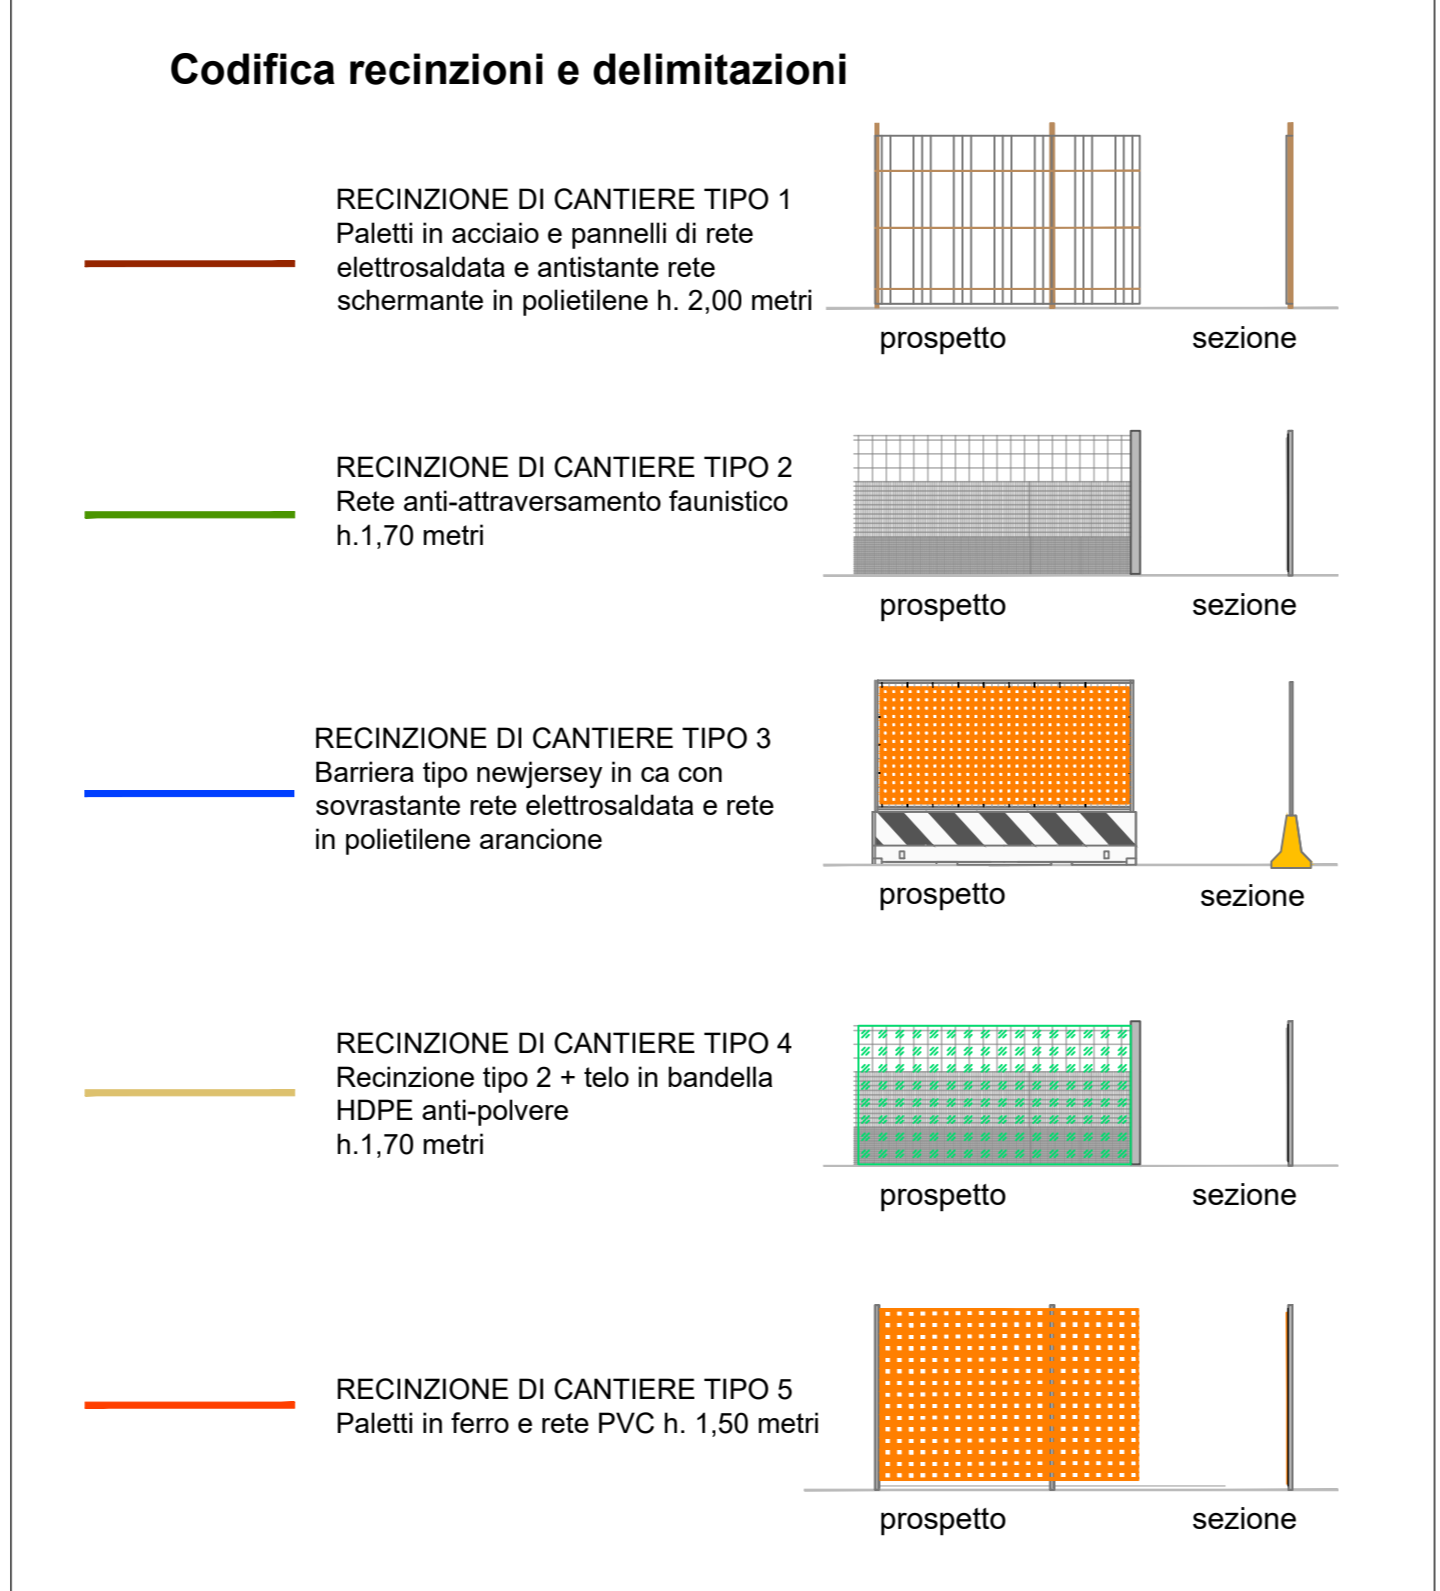 Codifica recinzioni e delimitazioni
RECINZIONE DI CANTIERE TIPO 1
Paletti in acciaio e pannelli di rete
elettrosaldata e antistante rete
schermante in polietilene h. 2,00 metri
prospetto
sezione
RECINZIONE DI CANTIERE TIPO 2
Rete anti-attraversamento faunistico
h.1,70 metri
prospetto
sezione
RECINZIONE DI CANTIERE TIPO 3
Barriera tipo newjersey in ca con
sovrastante rete elettrosaldata e rete
in polietilene arancione
prospetto
sezione
RECINZIONE DI CANTIERE TIPO 4
Recinzione tipo 2 + telo in bandella
HDPE anti-polvere
h.1,70 metri
prospetto
sezione
RECINZIONE DI CANTIERE TIPO 5
Paletti in ferro e rete PVC h. 1,50 metri
prospetto
sezione